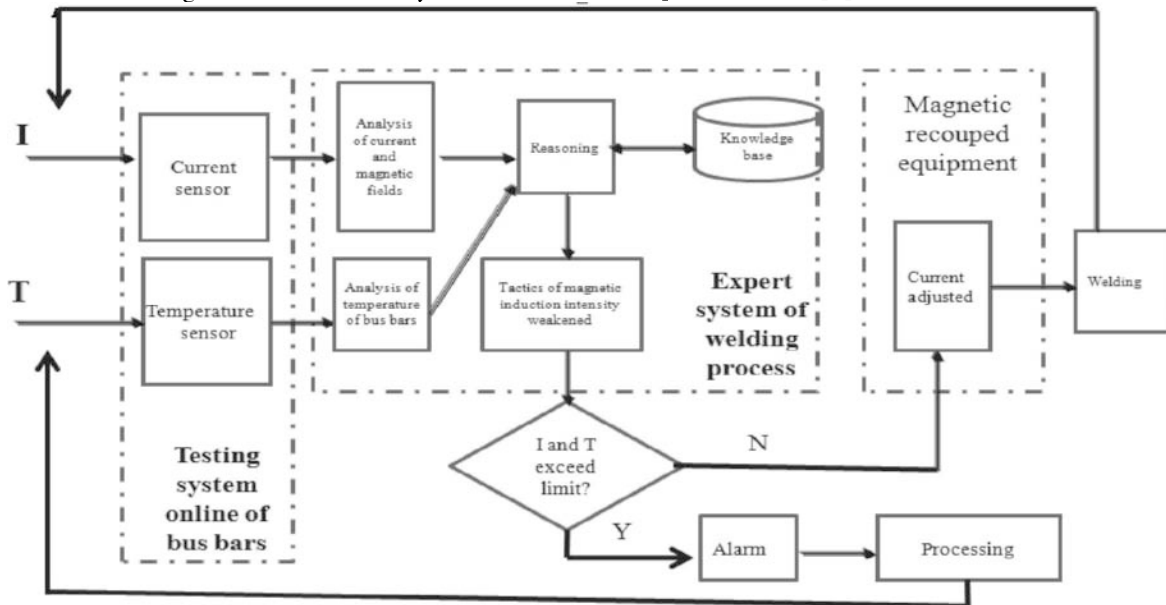 I
T
Current
sensor
Temperature
sensor
Testing
system
online of
bus bars
Analysis
of current
and
magnetic
fields
Analysis of
temperature
of bus bars
Reasoning
Knowledge
base
Tactics of magnetic
induction intensity
weakened
Expert
system of
welding
process
I and T
exceed
limit?
N
Y
Alarm
Processing
Magnetic
recouped
equipment
Current
adjusted
Welding